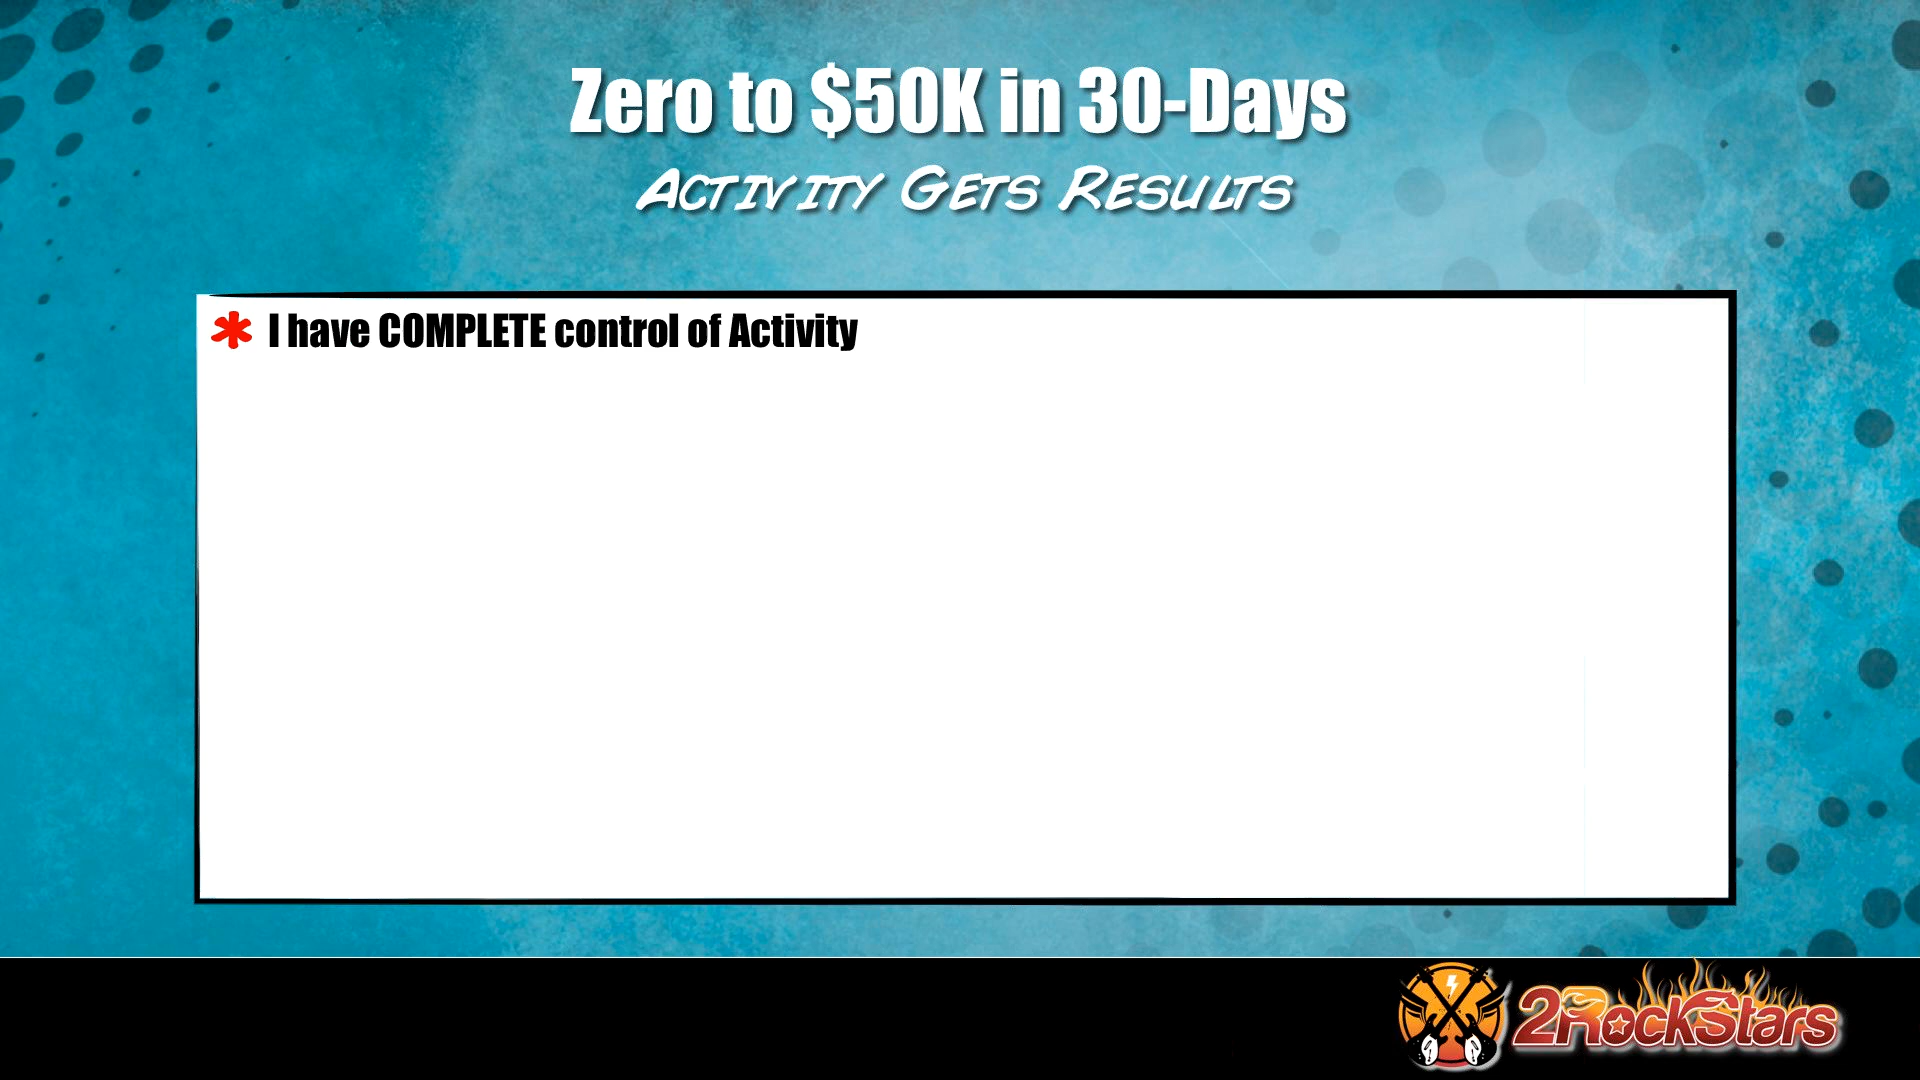 Zero to $50K in 30-Days
Activity Gets Results
* I have COMPLETE control of Activity
2RockStars